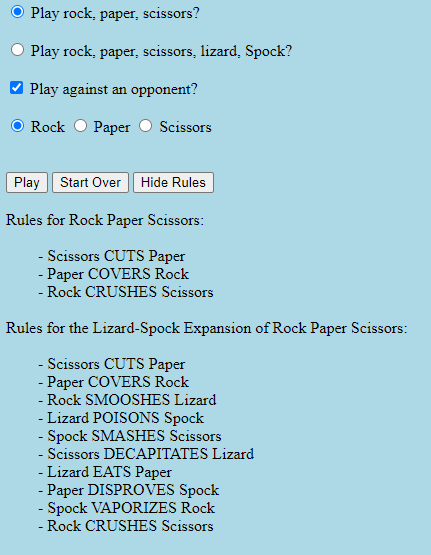 Play rock, paper, scissors?
Play rock, paper, scissors, lizard, Spock?
Play against an opponent?
Rock Paper Scissors
Play Start Over Hide Rules
Rules for Rock Paper Scissors:
- Scissors CUTS Paper
- Paper COVERS Rock
- Rock CRUSHES Scissors
Rules for the Lizard-Spock Expansion of Rock Paper Scissors:
- Scissors CUTS Paper
- Paper COVERS Rock
- Rock SMOOSHES Lizard
- Lizard POISONS Spock
- Spock SMASHES Scissors
- Scissors DECAPITATES Lizard
- Lizard EATS Paper
- Paper DISPROVES Spock
- Spock VAPORIZES Rock
- Rock CRUSHES Scissors